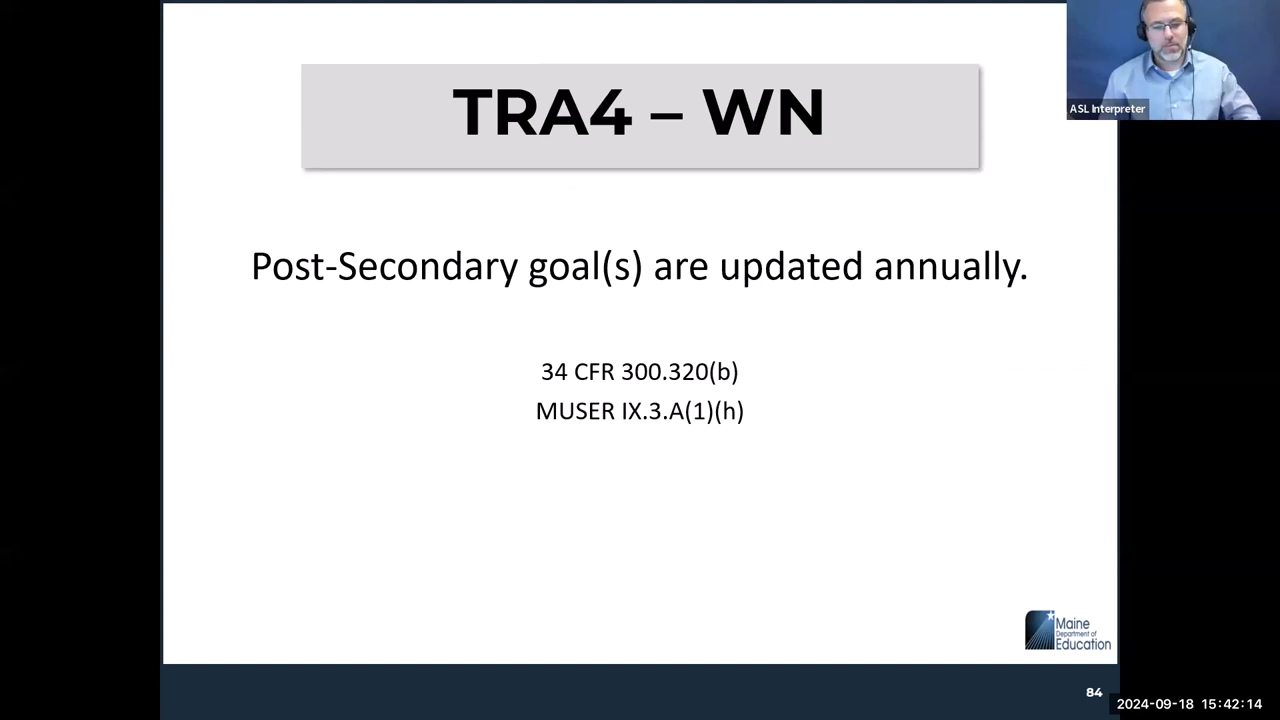 TRA4 – WN
ASL Interpreter
Post-Secondary goal(s) are updated annually.
34 CFR 300.320(b)
MUSER IX.3.A(1)(h)
Maine
Department of
Education
84
2024-09-18 15:42:14